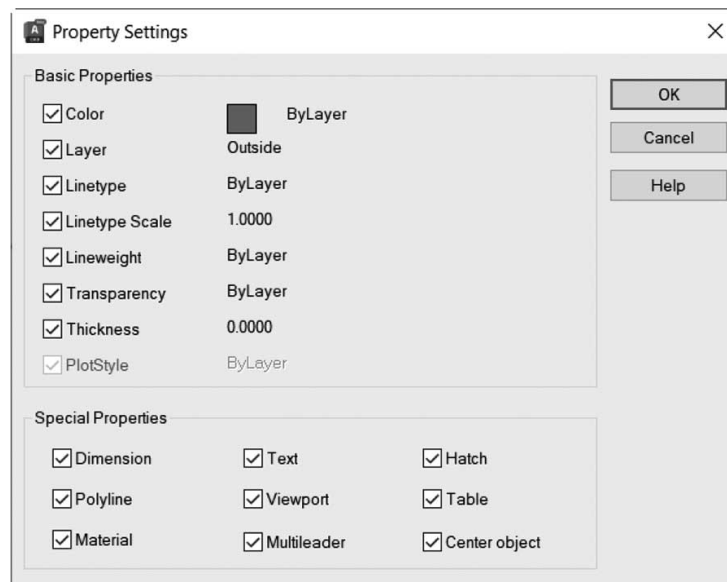 Property Settings
Basic Properties
OK
Cancel
Help
Color ByLayer
Layer Outside
Linetype ByLayer
Linetype Scale 1.0000
Lineweight ByLayer
Transparency ByLayer
Thickness 0.0000
PlotStyle ByLayer
Special Properties
Dimension Text Hatch
Polyline Viewport Table
Material Multileader Center object